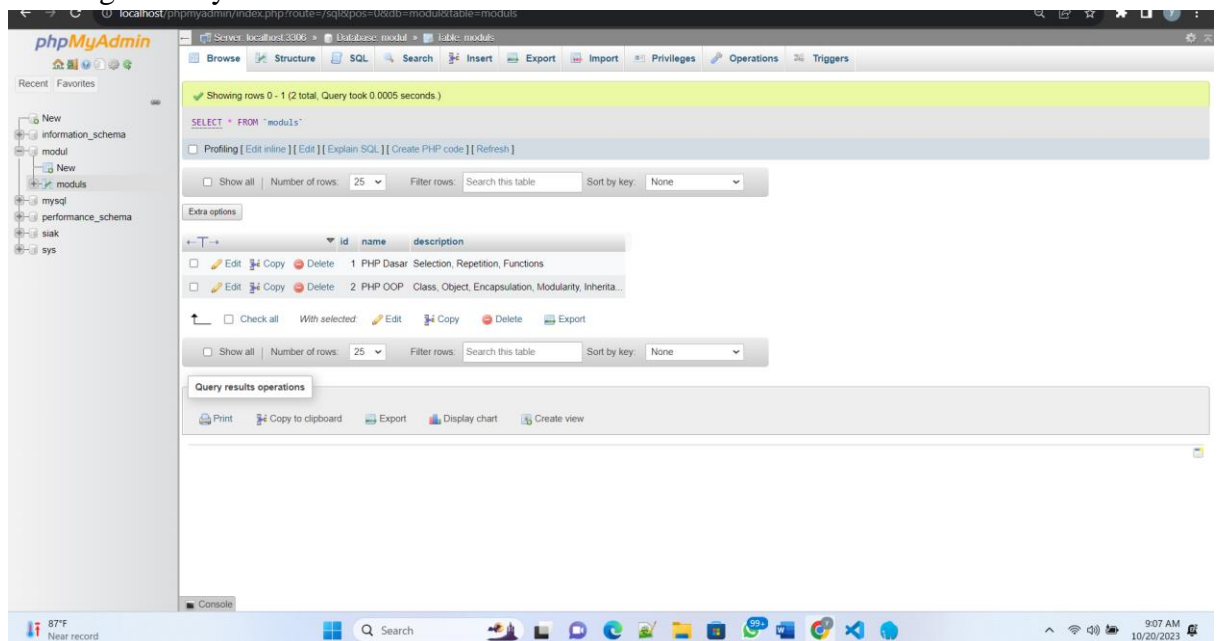 localhost/phpmyadmin/index.php?route=/sql&pos=0&db=modul&table=moduls
phpMyAdmin
Recent Favorites
New
information_schema
modul
New
moduls
mysql
performance_schema
siak
sys
Server: localhost:3306 » Database: modul » Table: moduls
Browse Structure SQL Search Insert Export Import Privileges Operations Triggers
Showing rows 0 - 1 (2 total, Query took 0.0005 seconds.)
SELECT * FROM `moduls`
Profiling [ Edit inline ] [ Edit ] [ Explain SQL ] [ Create PHP code ] [ Refresh ]
Show all | Number of rows: 25 Filter rows: Search this table Sort by key: None
Extra options
←T→ id name description
Edit Copy Delete 1 PHP Dasar Selection, Repetition, Functions
Edit Copy Delete 2 PHP OOP Class, Object, Encapsulation, Modularity, Inherita...
Check all With selected: Edit Copy Delete Export
Show all | Number of rows: 25 Filter rows: Search this table Sort by key: None
Query results operations
Print Copy to clipboard Export Display chart Create view
Console
87°F
Near record
Search
99+
9:07 AM
10/20/2023